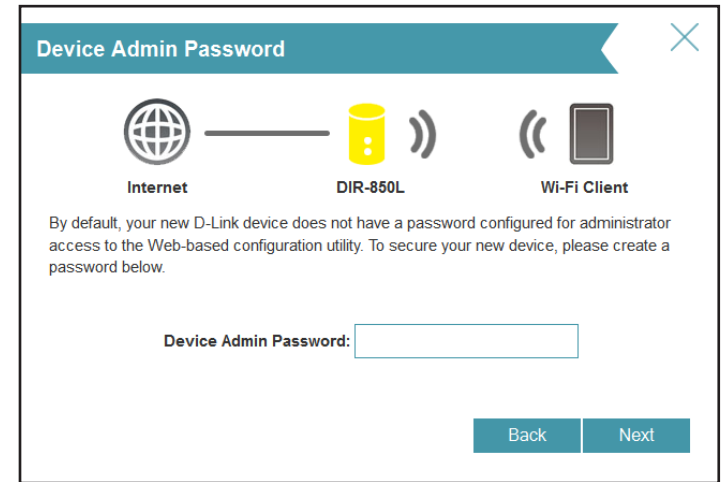 Device Admin Password
Internet
DIR-850L
Wi-Fi Client
By default, your new D-Link device does not have a password configured for administrator
access to the Web-based configuration utility. To secure your new device, please create a
password below.
Device Admin Password:
Back
Next